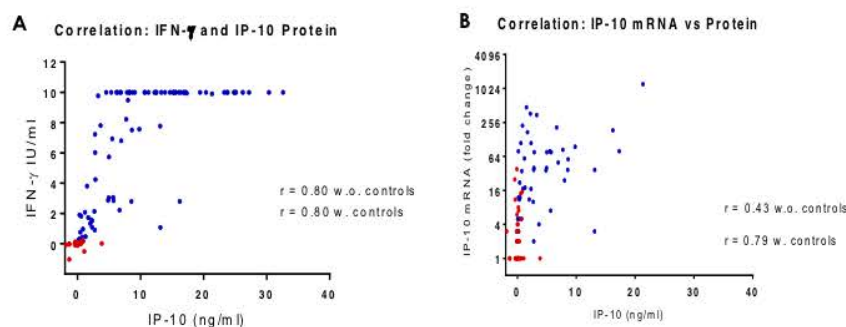 A
Correlation: IFN-γ and IP-10 Protein
IFN-γ IU/ml
12
10
8
6
4
2
0
r = 0.80 w.o. controls
r = 0.80 w. controls
0
10
20
30
40
IP-10 (ng/ml)
B
Correlation: IP-10 mRNA vs Protein
IP-10 mRNA (fold change)
4096
1024
256
64
16
4
1
r = 0.43 w.o. controls
r = 0.79 w. controls
0
10
20
30
40
IP-10 (ng/ml)